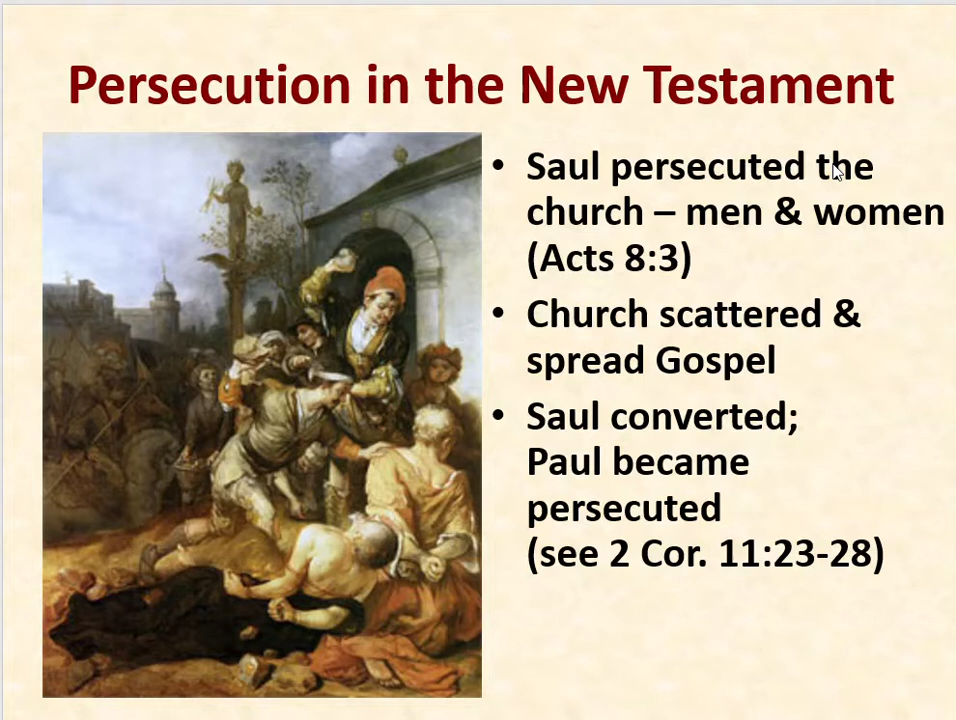 Persecution in the New Testament
• Saul persecuted the
church – men & women
(Acts 8:3)
• Church scattered &
spread Gospel
• Saul converted;
Paul became
persecuted
(see 2 Cor. 11:23-28)